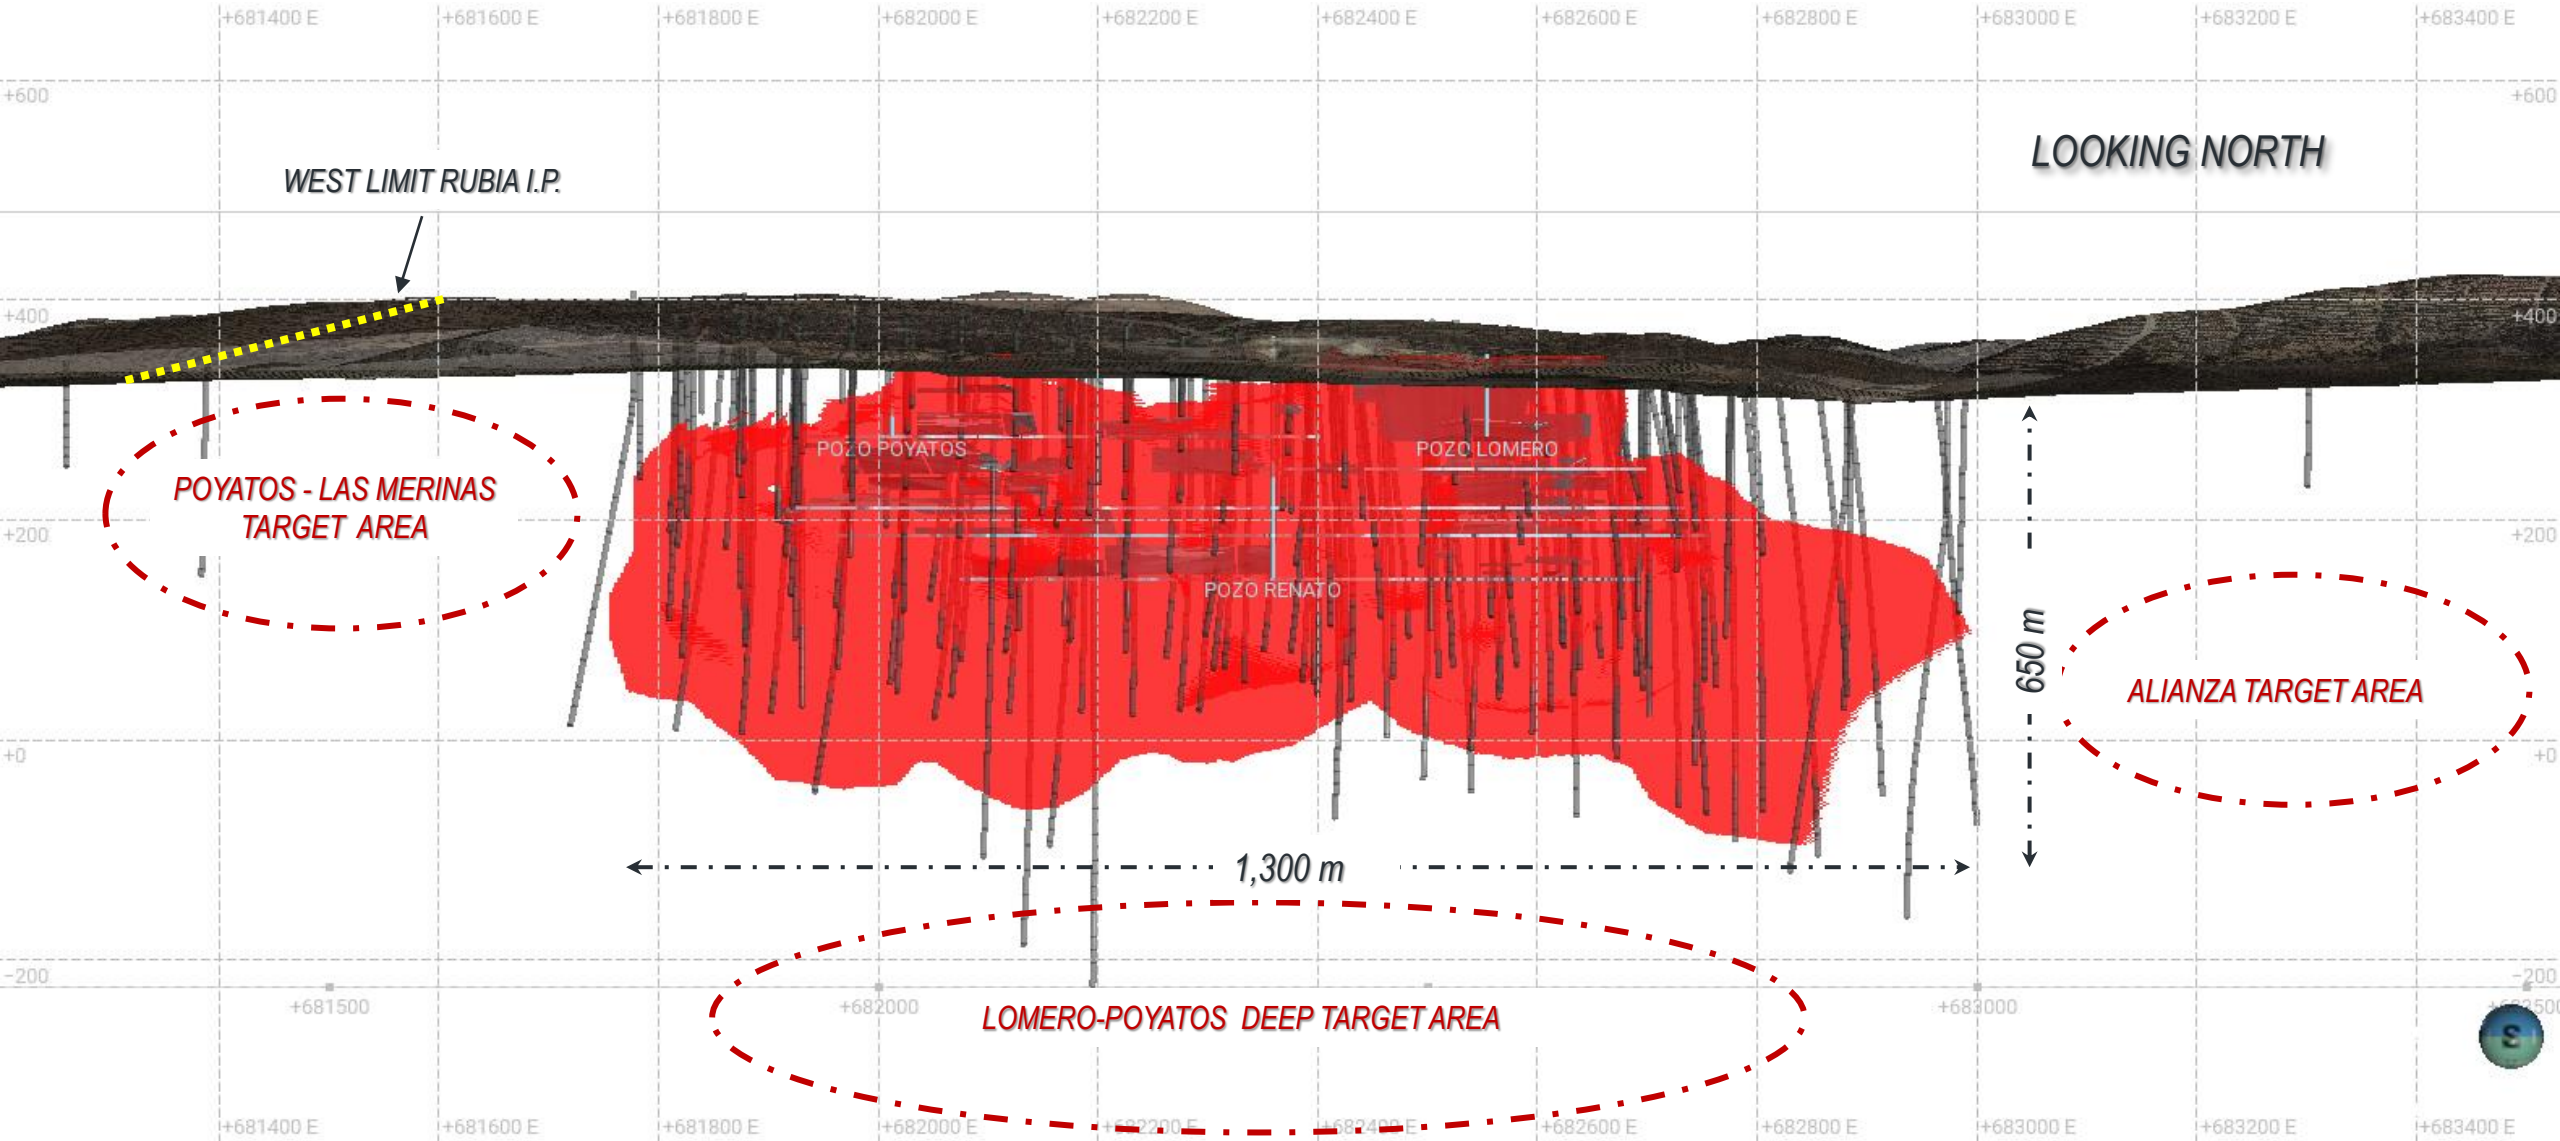 +681400 E +681600 E +681800 E +682000 E +682200 E +682400 E +682600 E +682800 E +683000 E +683200 E +683400 E
+600 +600
LOOKING NORTH
WEST LIMIT RUBIA I.P.
+400 +400
POZO POYATOS POZO LOMERO
POYATOS - LAS MERINAS
TARGET AREA
+200 +200
POZO RENATO
650 m
ALIANZA TARGET AREA
+0 +0
1,300 m
-200 -200
+681500 +682000 +683000
LOMERO-POYATOS DEEP TARGET AREA
S
+681400 E +681600 E +681800 E +682000 E +682200 E +682400 E +682600 E +682800 E +683000 E +683200 E +683400 E